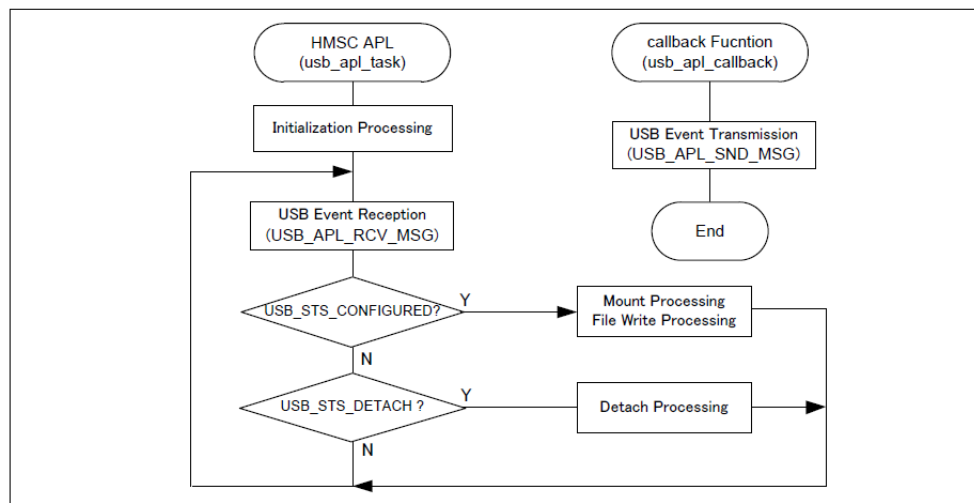 HMSC APL
(usb_apl_task)
callback Fucntion
(usb_apl_callback)
Initialization Processing
USB Event Transmission
(USB_APL_SND_MSG)
USB Event Reception
(USB_APL_RCV_MSG)
End
USB_STS_CONFIGURED?
Y
Mount Processing
File Write Processing
N
USB_STS_DETACH ?
Y
Detach Processing
N